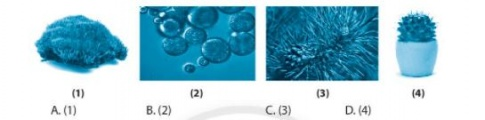 (1) (2) (3) (4)
A. (1) B. (2) C. (3) D. (4)